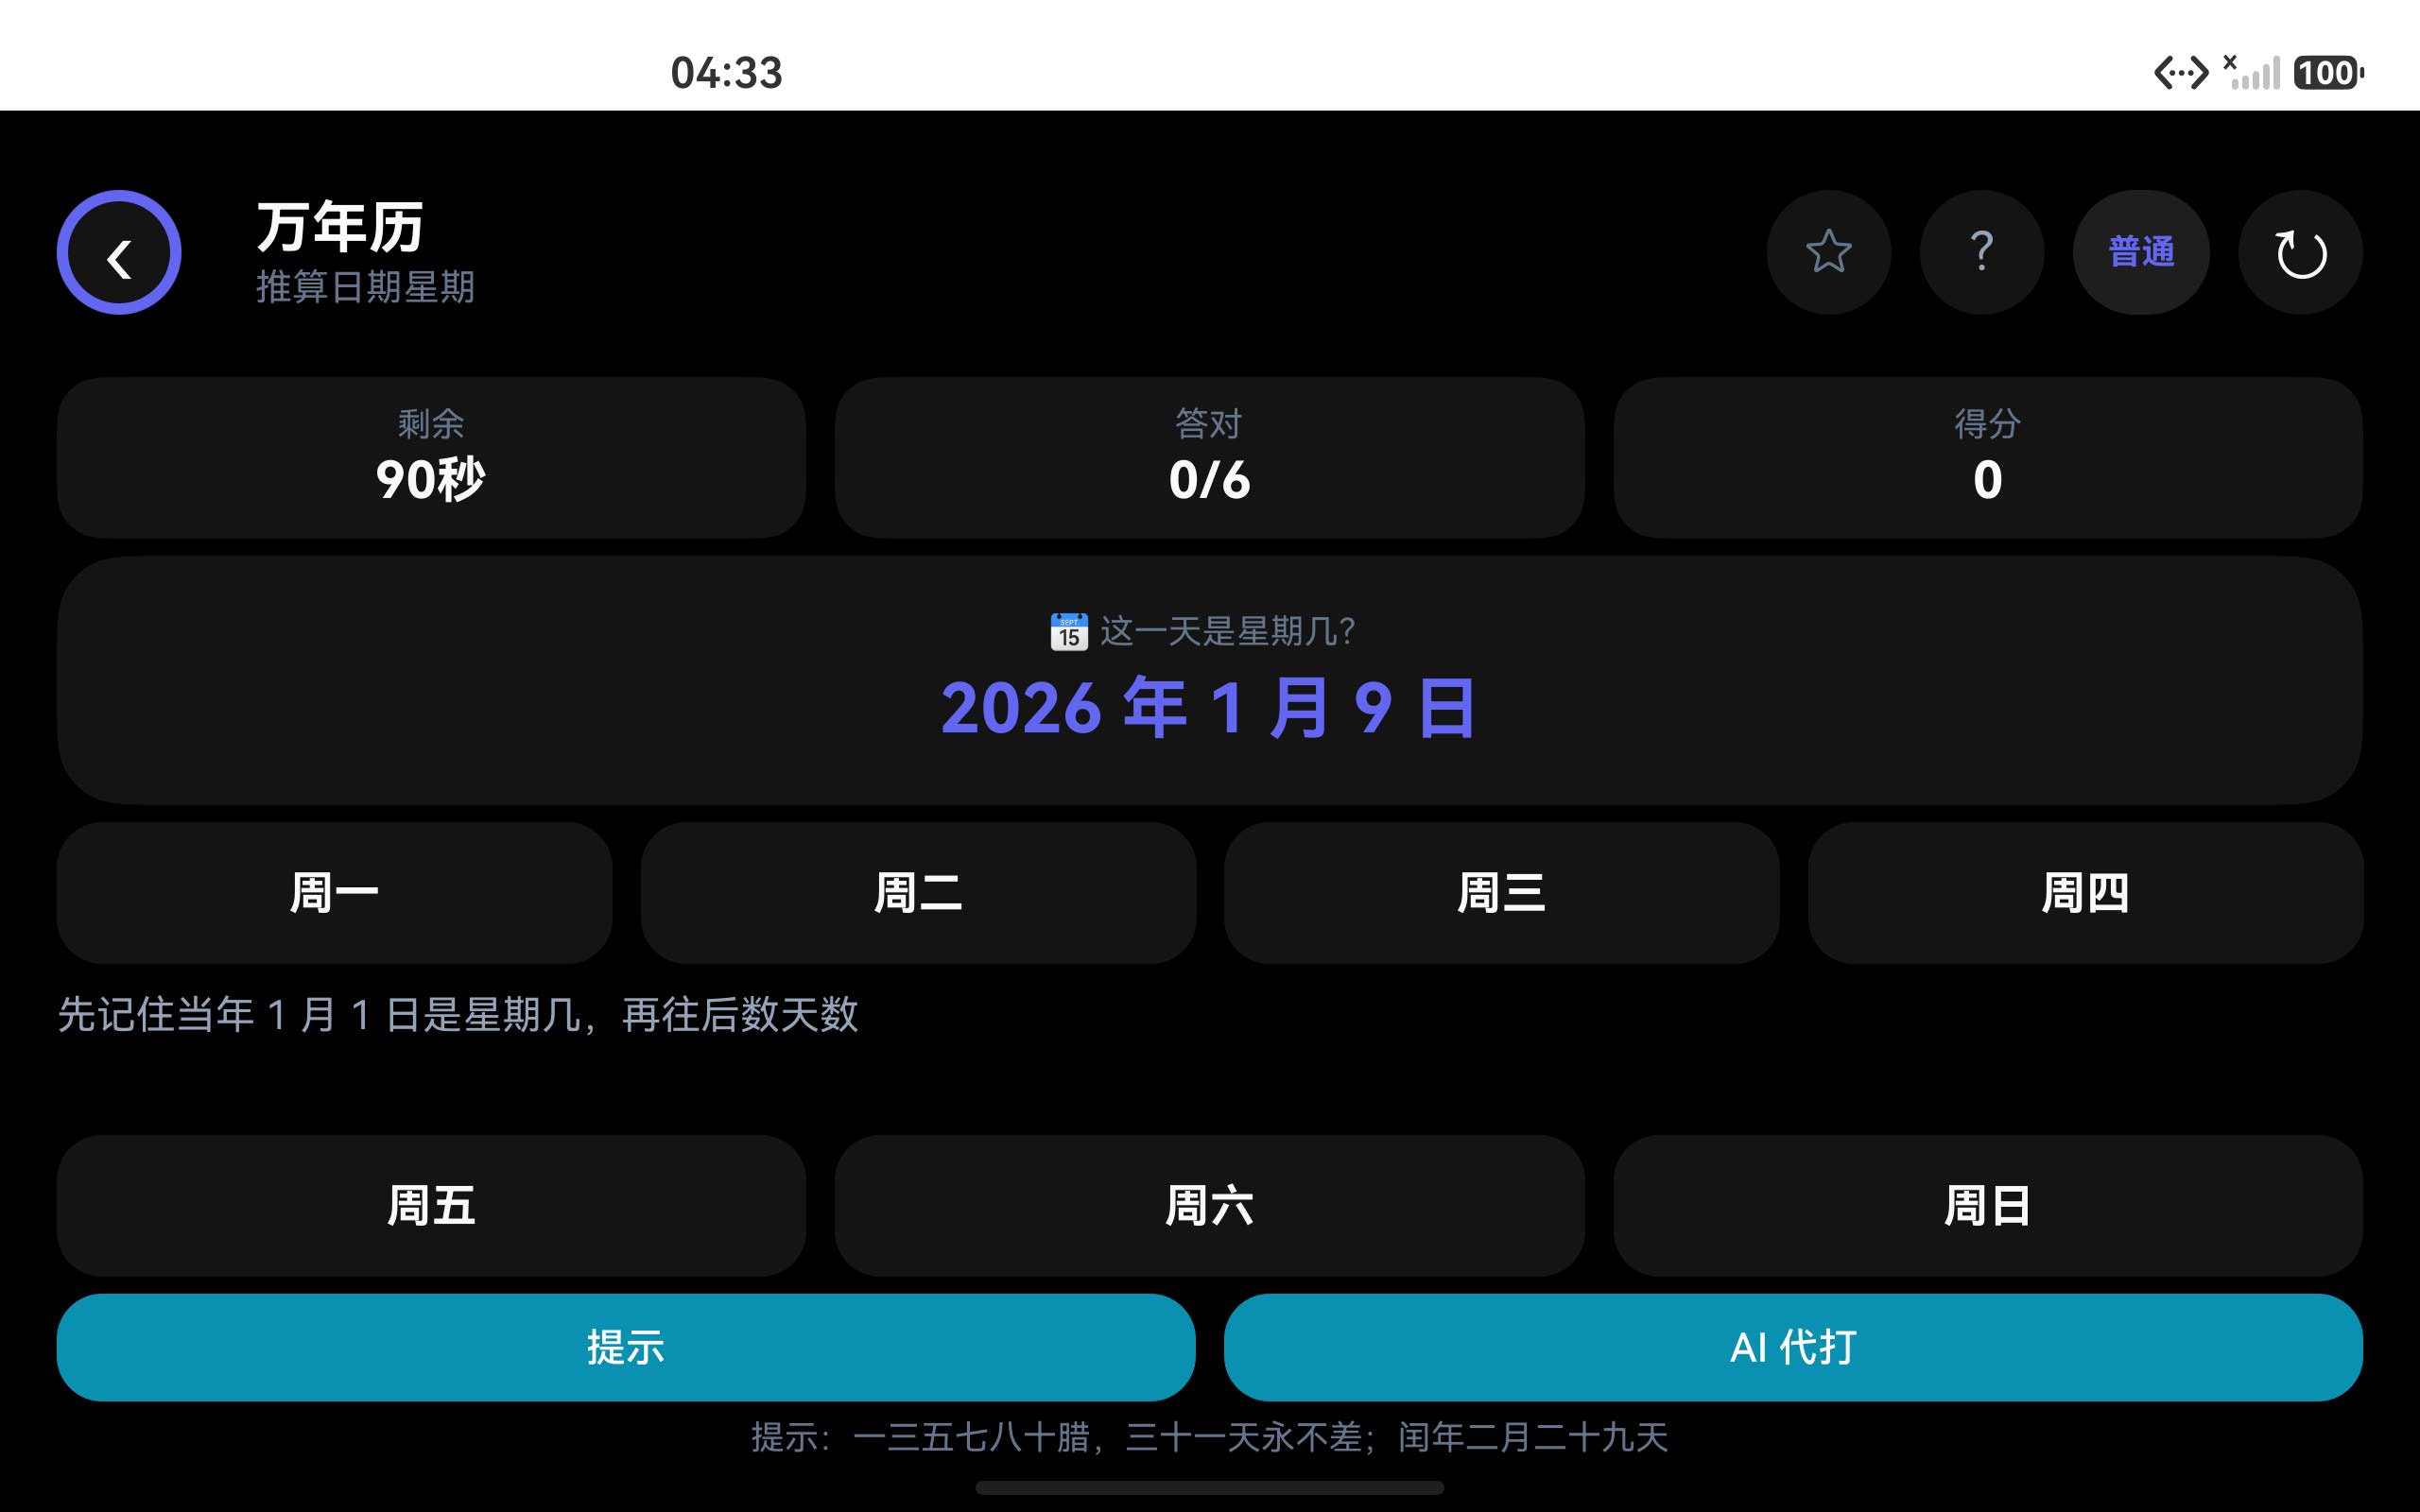 04:33
100
万年历
推算日期星期
?
普通
剩余
90秒
答对
0/6
得分
0
SEPT
15
这一天是星期几？
2026 年 1 月 9 日
周一
周二
周三
周四
先记住当年 1 月 1 日是星期几，再往后数天数
周五
周六
周日
提示
AI 代打
提示：一三五七八十腊，三十一天永不差；闰年二月二十九天